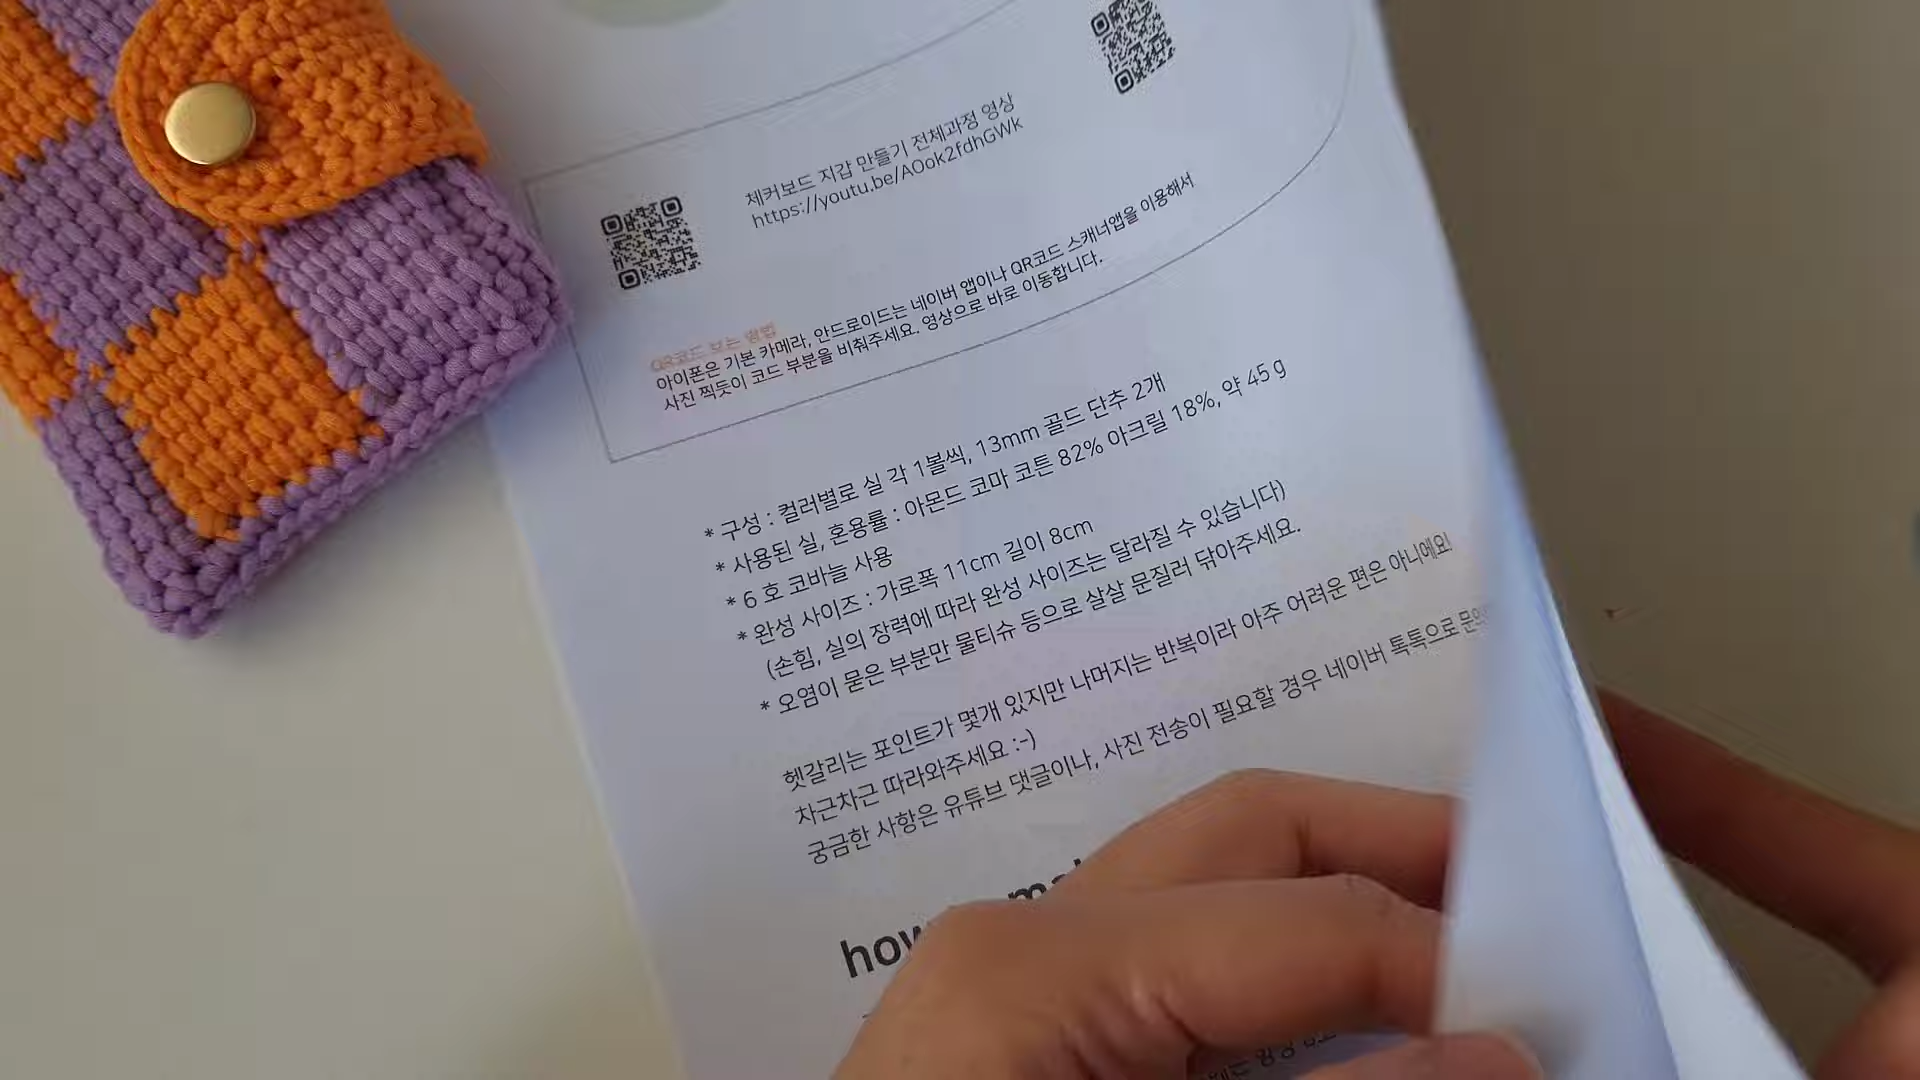 체커보드 지갑 만들기 전체과정 영상
https://youtu.be/AOok2fdhGWk
QR코드 보는 방법
아이폰은 기본 카메라, 안드로이드는 네이버 앱이나 QR코드 스캐너앱을 이용해서
사진 찍듯이 코드 부분을 비춰주세요. 영상으로 바로 이동합니다.
* 구성 : 컬러별로 실 각 1볼씩, 13mm 골드 단추 2개
* 사용된 실, 혼용률 : 아몬드 코마 코튼 82% 아크릴 18%, 약 45 g
* 6 호 코바늘 사용
* 완성 사이즈 : 가로폭 11cm 길이 8cm
(손힘, 실의 장력에 따라 완성 사이즈는 달라질 수 있습니다)
* 오염이 묻은 부분만 물티슈 등으로 살살 문질러 닦아주세요.
헷갈리는 포인트가 몇개 있지만 나머지는 반복이라 아주 어려운 편은 아니에요!
차근차근 따라와주세요 :-)
궁금한 사항은 유튜브 댓글이나, 사진 전송이 필요할 경우 네이버 톡톡으로
how